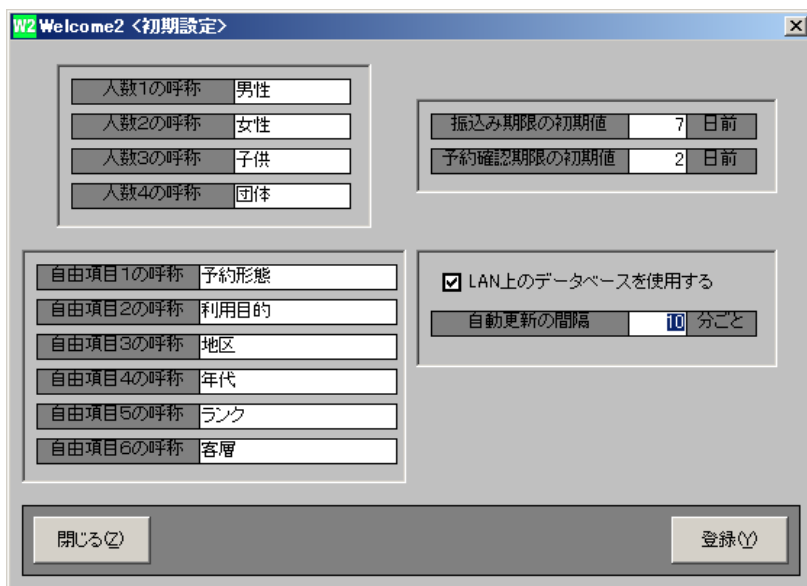 W2 Welcome2 <初期設定>
人数1の呼称 男性
人数2の呼称 女性
人数3の呼称 子供
人数4の呼称 団体
振込み期限の初期値 7 日前
予約確認期限の初期値 2 日前
自由項目1の呼称 予約形態
自由項目2の呼称 利用目的
自由項目3の呼称 地区
自由項目4の呼称 年代
自由項目5の呼称 ランク
自由項目6の呼称 客層
LAN上のデータベースを使用する
自動更新の間隔 10 分ごと
閉じる(Z)
登録(Y)